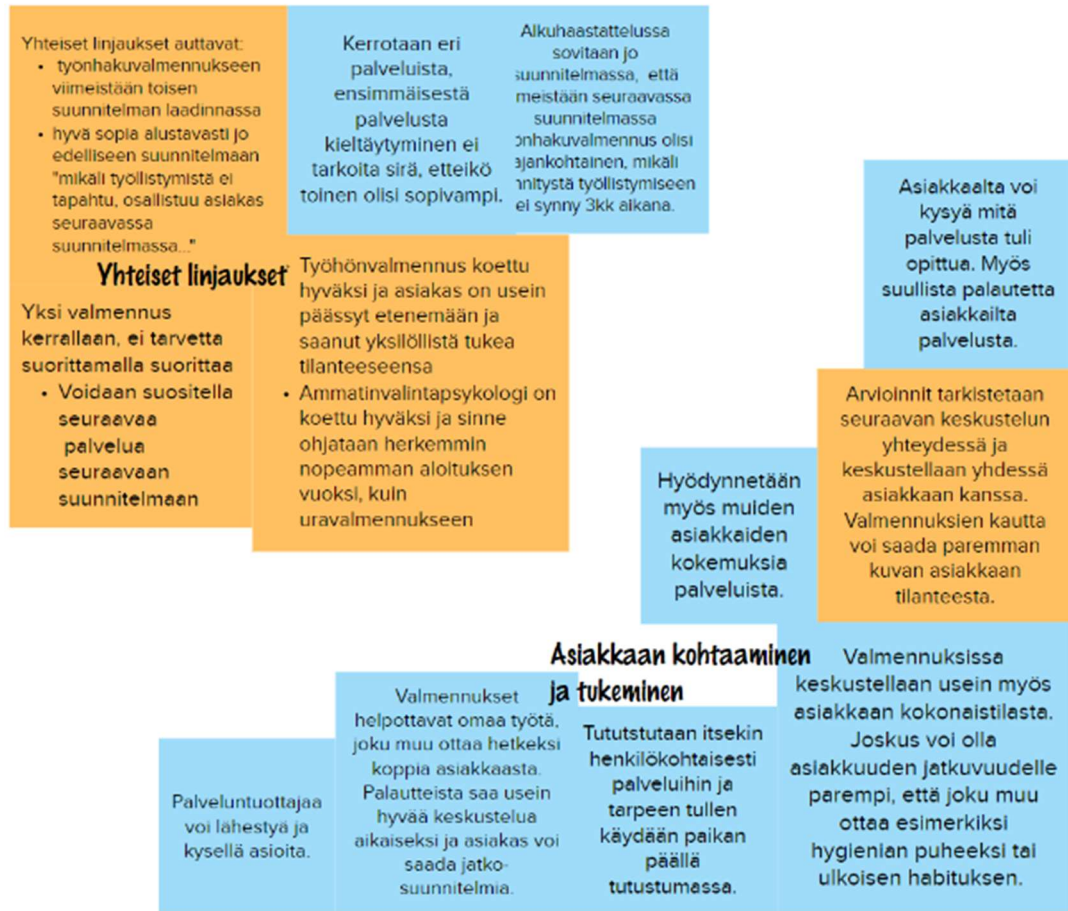 Yhteiset linjaukset auttavat:
• työnhakuvalmennukseen
viimeistään toisen
suunnitelman laadinnassa
• hyvä sopia alustavasti jo
edelliseen suunnitelmaan
"mikäli työllistymistä ei
tapahtu, osallistuu asiakas
seuraavassa
suunnitelmassa..."
Kerrotaan eri
palveluista,
ensimmäisestä
palvelusta
kieltäytyminen ei
tarkoita sirä, etteikö
toinen olisi sopivampi.
Alkuhaastattelussa
sovitaan jo
suunnitelmassa, että
meistään seuraavassa
suunnitelmassa
önhakuvalmennus olisi
ajankohtainen, mikäli
nnitystä työllistymiseen
ei synny 3kk aikana.
Yhteiset linjaukset
Yksi valmennus
kerrallaan, ei tarvetta
suorittamalla suorittaa
• Voidaan suositella
seuraavaa
palvelua
seuraavaan
suunnitelmaan
Työhönvalmennus koettu
hyväksi ja asiakas on usein
päässyt etenemään ja
saanut yksilöllistä tukea
tilanteeseensa
• Ammatinvalintapsykologi on
koettu hyväksi ja sinne
ohjataan herkemmin
nopeamman aloituksen
vuoksi, kuin
uravalmennukseen
Asiakkaalta voi
kysyä mitä
palvelusta tuli
opittua. Myös
suullista palautetta
asiakkailta
palvelusta.
Arvioinnit tarkistetaan
seuraavan keskustelun
yhteydessä ja
keskustellaan yhdessä
asiakkaan kanssa.
Valmennuksien kautta
voi saada paremman
kuvan asiakkaan
tilanteesta.
Hyödynnetään
myös muiden
asiakkaiden
kokemuksia
palveluista.
Asiakkaan kohtaaminen
ja tukeminen
Palveluntuottajaa
voi lähestyä ja
kysellä asioita.
Valmennukset
helpottavat omaa työtä,
joku muu ottaa hetkeksi
koppia asiakkaasta.
Palautteista saa usein
hyvää keskustelua
aikaiseksi ja asiakas voi
saada jatko-
suunnitelmia.
Tututstutaan itsekin
henkilökohtaisesti
palveluihin ja
tarpeen tullen
käydään paikan
päällä
tutustumassa.
Valmennuksissa
keskustellaan usein myös
asiakkaan kokonaistilasta.
Joskus voi olla
asiakkuuden jatkuvuudelle
parempi, että joku muu
ottaa esimerkiksi
hygienian puheeksi tai
ulkoisen habituksen.